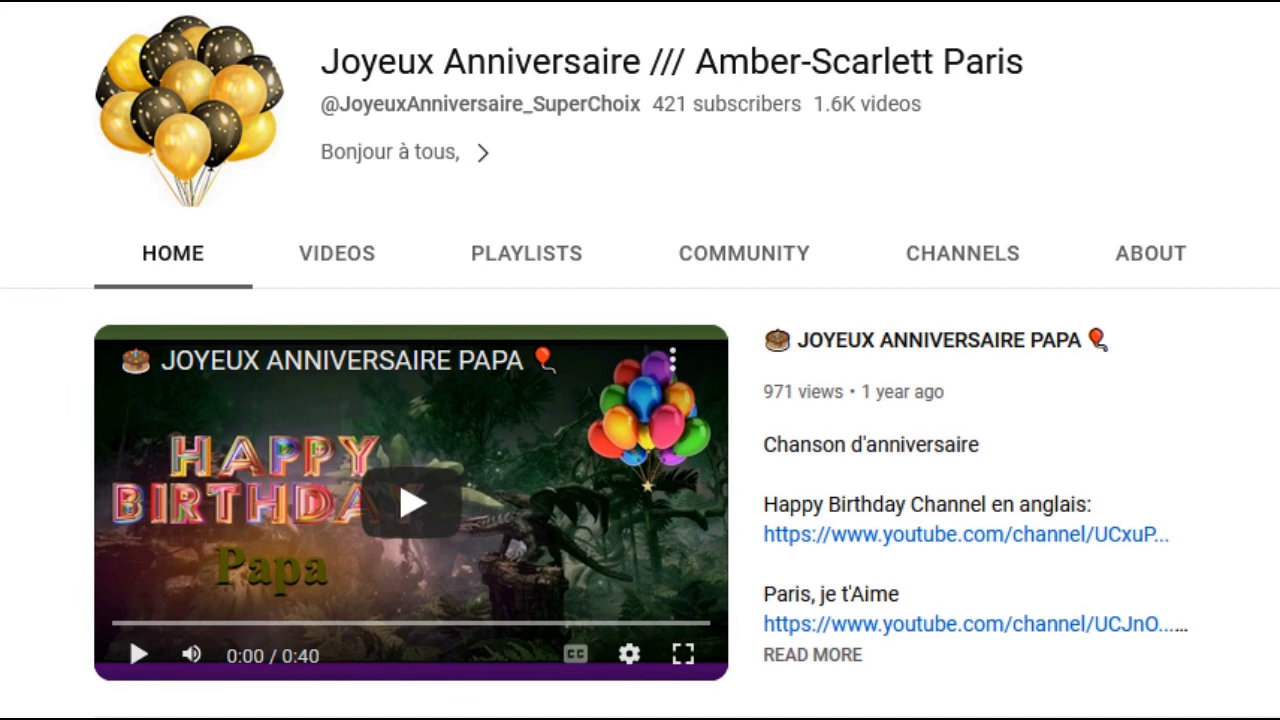 Joyeux Anniversaire /// Amber-Scarlett Paris
@JoyeuxAnniversaire_SuperChoix 421 subscribers 1.6K videos
Bonjour à tous,
HOME VIDEOS PLAYLISTS COMMUNITY CHANNELS ABOUT
JOYEUX ANNIVERSAIRE PAPA
HAPPY
BIRTHDAY
Papa
0:00 / 0:40
CC
JOYEUX ANNIVERSAIRE PAPA
971 views • 1 year ago
Chanson d'anniversaire
Happy Birthday Channel en anglais:
https://www.youtube.com/channel/UCxuP...
Paris, je t'Aime
https://www.youtube.com/channel/UCJnO......
READ MORE